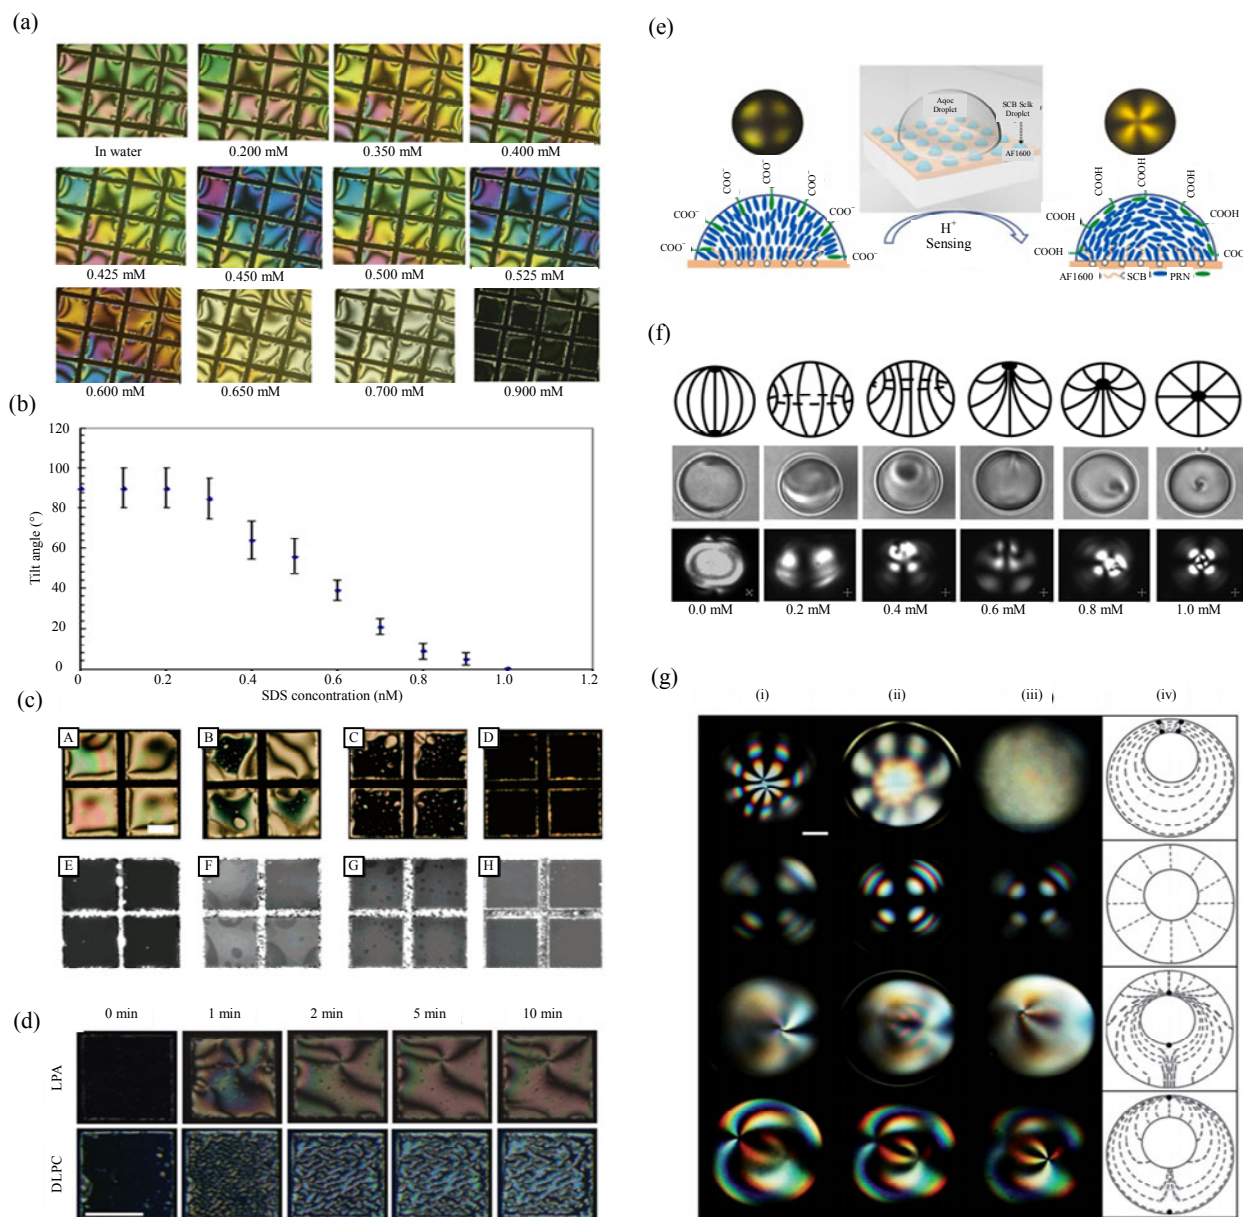 (a)
In water
0.200 mM
0.350 mM
0.400 mM
0.425 mM
0.450 mM
0.500 mM
0.525 mM
0.600 mM
0.650 mM
0.700 mM
0.900 mM
(b)
120
100
80
60
40
20
0
Tilt angle (°)
0
0.2
0.4
0.6
0.8
1.0
1.2
SDS concontration (nM)
(c)
A
B
C
D
E
F
G
H
(d)
0 min
1 min
2 min
5 min
10 min
LPA
DLPC
(e)
Aqoc
Droplet
SCB Sclk
Droplet
AF1600
COO⁻
COO⁻
COO⁻
COO⁻
COO⁻
COO⁻
COO⁻
H⁺
Sensing
COOH
COOH
COOH
COOH
COOH
COOH
COOH
AF1600
SCB
PRN
(f)
0.0 mM
0.2 mM
0.4 mM
0.6 mM
0.8 mM
1.0 mM
(g)
(i)
(ii)
(iii)
(iv)